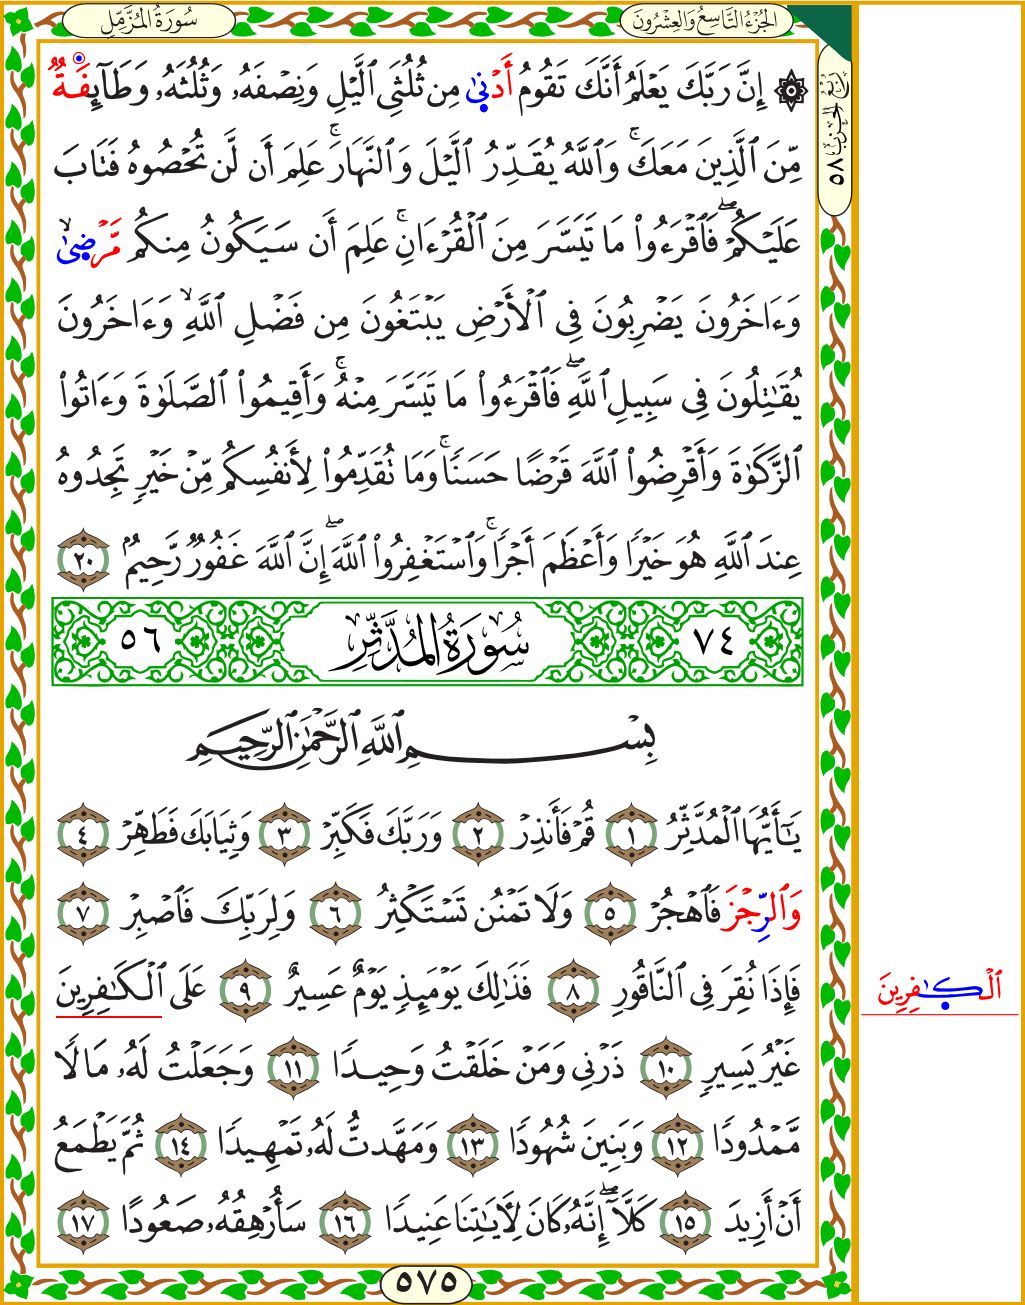 سُورَةُ المُزَّمِّلِ
الجُزْءُ التَّاسِعُ وَالعِشْرُونَ
رُبْعُ الْحِزْبِ ٥٨
۞ إِنَّ رَبَّكَ يَعْلَمُ أَنَّكَ تَقُومُ أَدْنَىٰ مِن ثُلُثَىِ ٱلَّيْلِ وَنِصْفَهُۥ وَثُلُثَهُۥ وَطَآئِفَةٌ
مِّنَ ٱلَّذِينَ مَعَكَۚ وَٱللَّهُ يُقَدِّرُ ٱلَّيْلَ وَٱلنَّهَارَۚ عَلِمَ أَن لَّن تُحْصُوهُ فَتَابَ
عَلَيْكُمْۖ فَٱقْرَءُوا۟ مَا تَيَسَّرَ مِنَ ٱلْقُرْءَانِۚ عَلِمَ أَن سَيَكُونُ مِنكُم مَّرْضَىٰۙ
وَءَاخَرُونَ يَضْرِبُونَ فِى ٱلْأَرْضِ يَبْتَغُونَ مِن فَضْلِ ٱللَّهِۙ وَءَاخَرُونَ
يُقَـٰتِلُونَ فِى سَبِيلِ ٱللَّهِۖ فَٱقْرَءُوا۟ مَا تَيَسَّرَ مِنْهُۚ وَأَقِيمُوا۟ ٱلصَّلَوٰةَ وَءَاتُوا۟
ٱلزَّكَوٰةَ وَأَقْرِضُوا۟ ٱللَّهَ قَرْضًا حَسَنًاۚ وَمَا تُقَدِّمُوا۟ لِأَنفُسِكُم مِّنْ خَيْرٍ تَجِدُوهُ
عِندَ ٱللَّهِ هُوَ خَيْرًا وَأَعْظَمَ أَجْرًاۚ وَٱسْتَغْفِرُوا۟ ٱللَّهَۖ إِنَّ ٱللَّهَ غَفُورٌ رَّحِيمٌۢ ٢٠
٧٤ سُورَةُ الْمُدَّثِّرِ ٥٦
بِسْمِ ٱللَّهِ ٱلرَّحْمَـٰنِ ٱلرَّحِيمِ
يَـٰٓأَيُّهَا ٱلْمُدَّثِّرُ ١ قُمْ فَأَنذِرْ ٢ وَرَبَّكَ فَكَبِّرْ ٣ وَثِيَابَكَ فَطَهِّرْ ٤
وَٱلرِّجْزَ فَٱهْجُرْ ٥ وَلَا تَمْنُن تَسْتَكْثِرُ ٦ وَلِرَبِّكَ فَٱصْبِرْ ٧
فَإِذَا نُقِرَ فِى ٱلنَّاقُورِ ٨ فَذَٰلِكَ يَوْمَئِذٍ يَوْمٌ عَسِيرٌ ٩ عَلَى ٱلْكَـٰفِرِينَ
ٱلْكَـٰفِرِينَ
غَيْرُ يَسِيرٍ ١٠ ذَرْنِى وَمَنْ خَلَقْتُ وَحِيدًا ١١ وَجَعَلْتُ لَهُۥ مَالًا
مَّمْدُودًا ١٢ وَبَنِينَ شُهُودًا ١٣ وَمَهَّدتُّ لَهُۥ تَمْهِيدًا ١٤ ثُمَّ يَطْمَعُ
أَنْ أَزِيدَ ١٥ كَلَّآۖ إِنَّهُۥ كَانَ لِـَٔايَـٰتِنَا عَنِيدًا ١٦ سَأُرْهِقُهُۥ صَعُودًا ١٧
٥٧٥